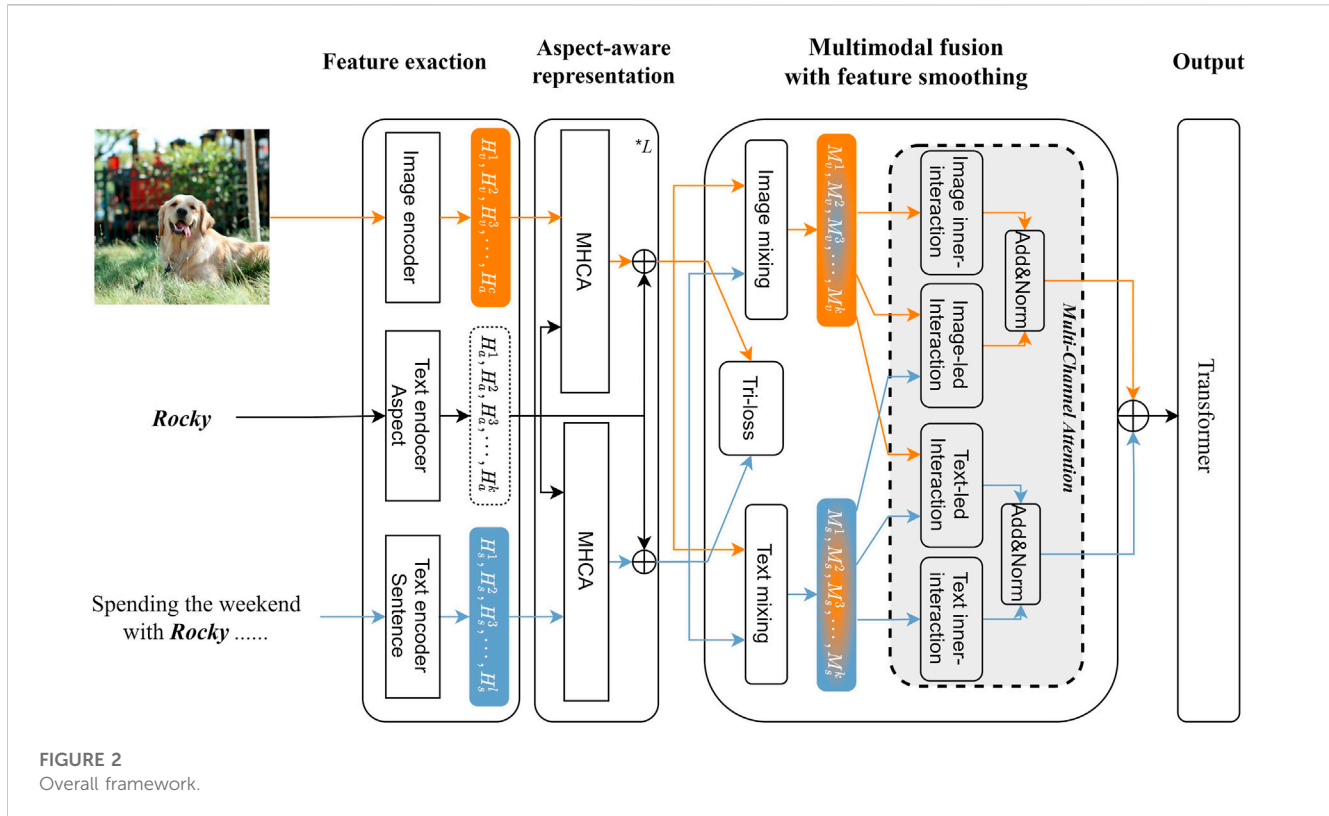 Feature exaction
Aspect-aware
representation
Multimodal fusion
with feature smoothing
Output
Image encoder
H_v^1, H_v^2, H_v^3, ···, H_a^c
Rocky
Text endocer
Aspect
H_a^1, H_a^2, H_a^3, ···, H_a^k
Spending the weekend
with Rocky ......
Text encoder
Sentence
H_s^1, H_s^2, H_s^3, ···, H_s^l
*L
MHCA
MHCA
Image mixing
Tri-loss
Text mixing
M_v^1, M_v^2, M_v^3, ···, M_v^k
M_s^1, M_s^2, M_s^3, ···, M_s^k
Image inner-
interaction
Image-led
Interaction
Text-led
Interaction
Text inner-
interaction
Add&Norm
Add&Norm
Multi-Channel Attention
Transformer
FIGURE 2
Overall framework.